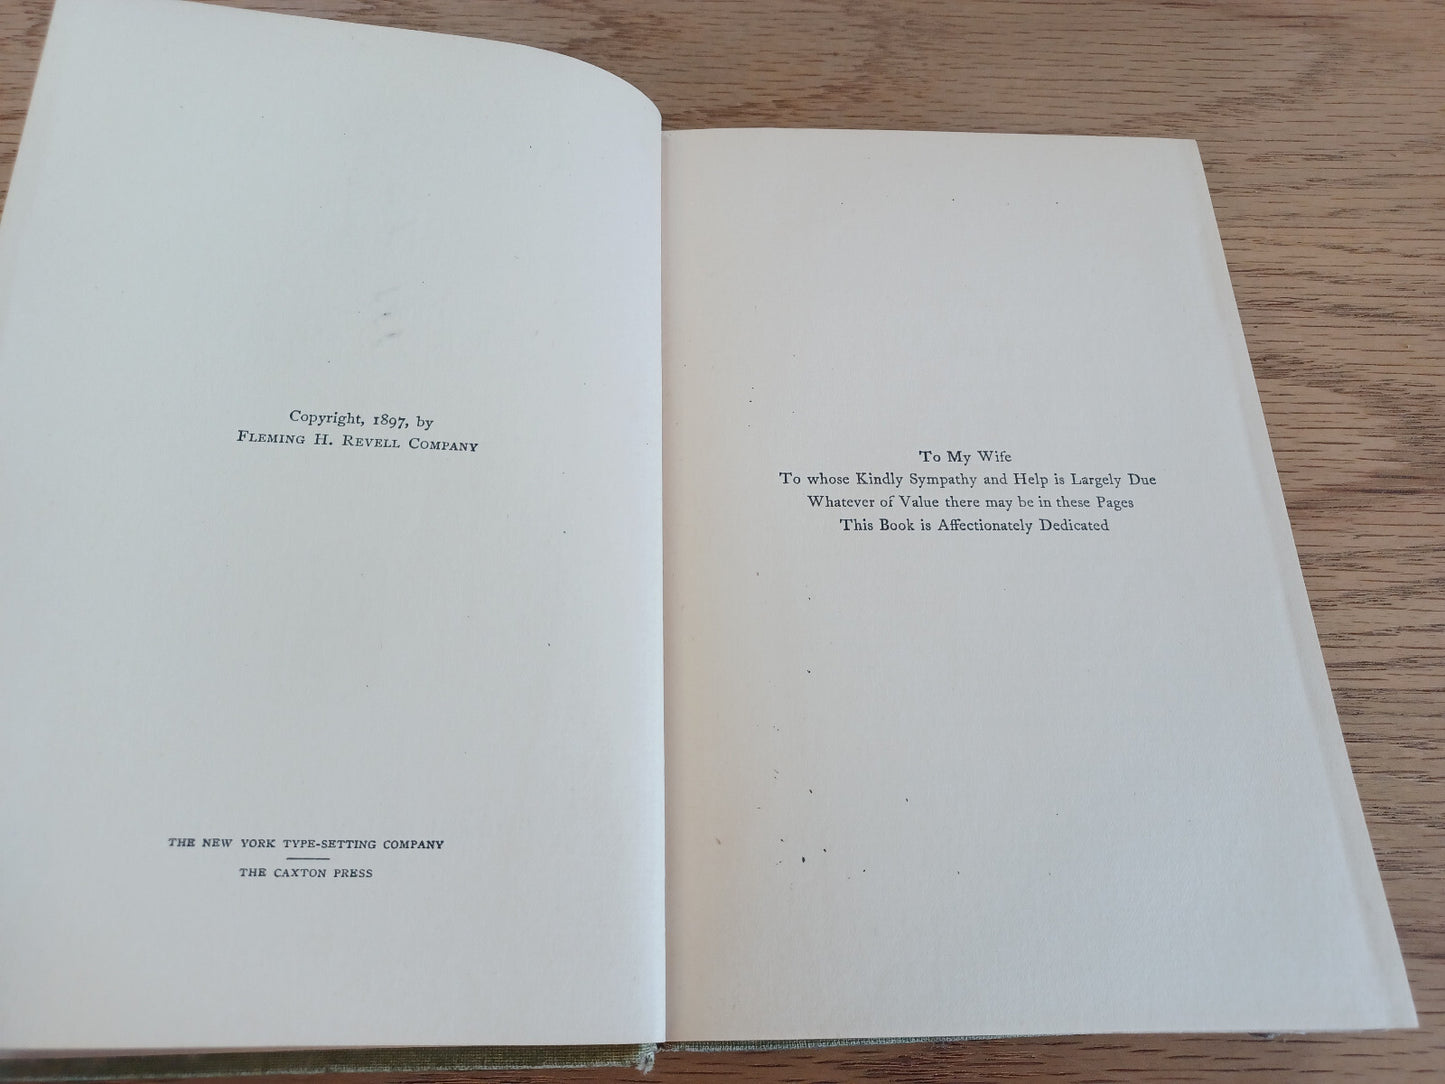 Copyright, 1897, by
FLEMING H. REVELL COMPANY
THE NEW YORK TYPE-SETTING COMPANY
THE CAXTON PRESS
To My Wife
To whose Kindly Sympathy and Help is Largely Due
Whatever of Value there may be in these Pages
This Book is Affectionately Dedicated